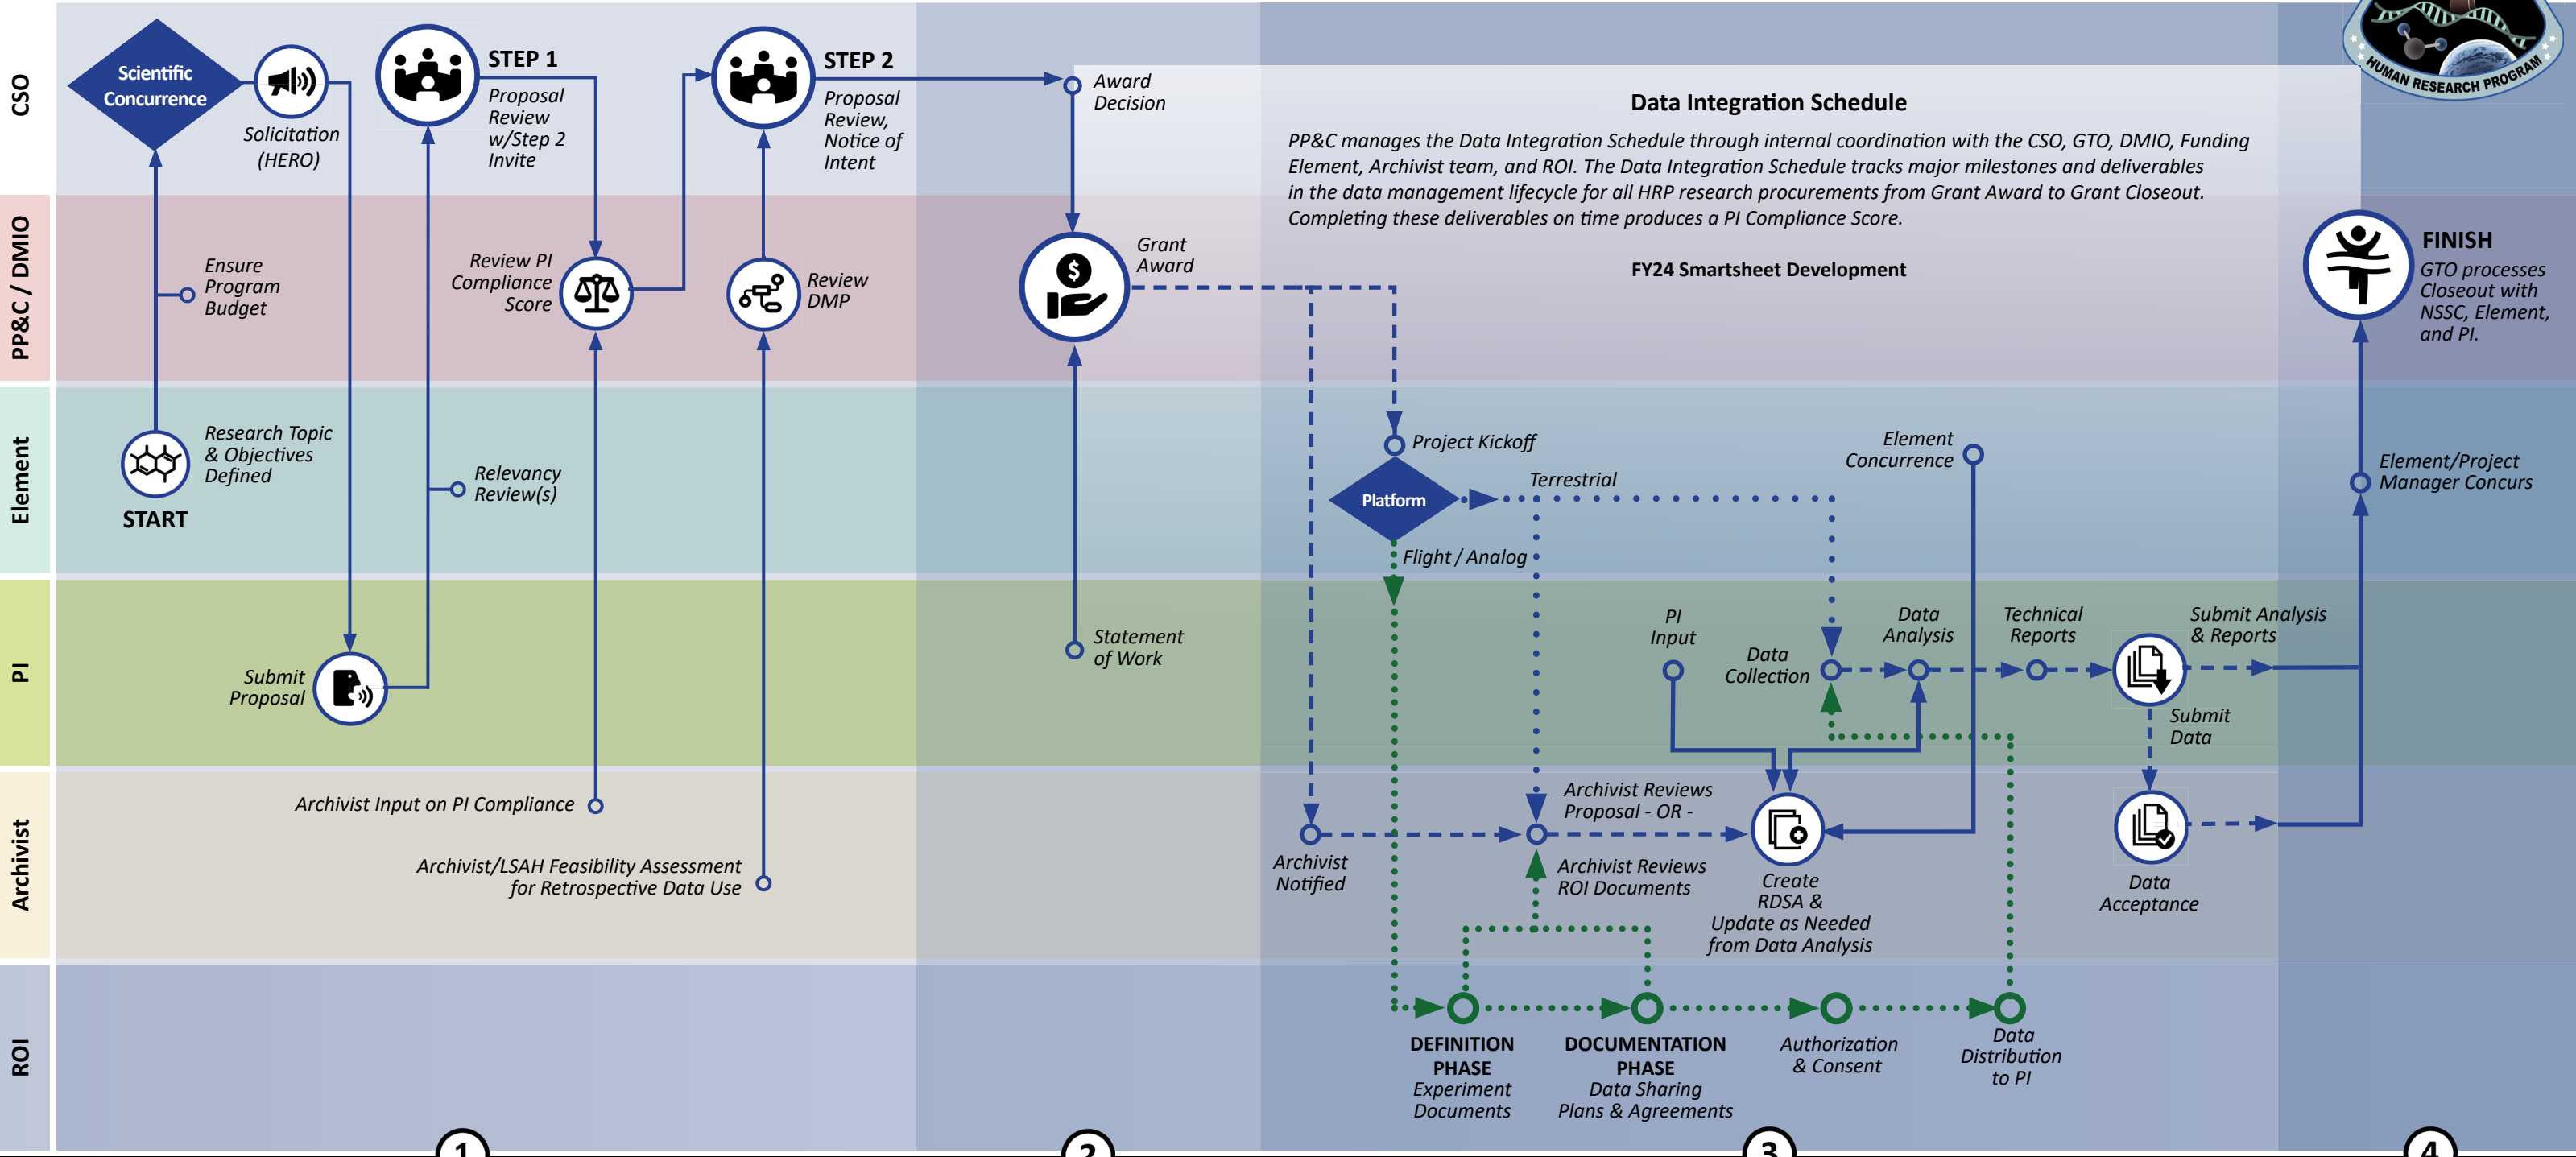 CSO
Scientific
Concurrence
Solicitation
(HERO)
STEP 1
Proposal
Review
w/Step 2
Invite
STEP 2
Proposal
Review,
Notice of
Intent
Award
Decision
Data Integration Schedule
PP&C manages the Data Integration Schedule through internal coordination with the CSO, GTO, DMIO, Funding
Element, Archivist team, and ROI. The Data Integration Schedule tracks major milestones and deliverables
in the data management lifecycle for all HRP research procurements from Grant Award to Grant Closeout.
Completing these deliverables on time produces a PI Compliance Score.
FY24 Smartsheet Development
HUMAN RESEARCH PROGRAM
PP&C / DMIO
Ensure
Program
Budget
Review PI
Compliance
Score
Review
DMP
$
Grant
Award
FINISH
GTO processes
Closeout with
NSSC, Element,
and PI.
Element
Research Topic
& Objectives
Defined
START
Relevancy
Review(s)
Project Kickoff
Platform
Terrestrial
Flight / Analog
Element
Concurrence
Element/Project
Manager Concurs
PI
Submit
Proposal
Statement
of Work
PI
Input
Data
Collection
Data
Analysis
Technical
Reports
Submit Analysis
& Reports
Submit
Data
Archivist
Archivist Input on PI Compliance
Archivist/LSAH Feasibility Assessment
for Retrospective Data Use
Archivist
Notified
Archivist Reviews
Proposal - OR -
Archivist Reviews
ROI Documents
Create
RDSA &
Update as Needed
from Data Analysis
Data
Acceptance
ROI
DEFINITION
PHASE
Experiment
Documents
DOCUMENTATION
PHASE
Data Sharing
Plans & Agreements
Authorization
& Consent
Data
Distribution
to PI
1
2
3
4